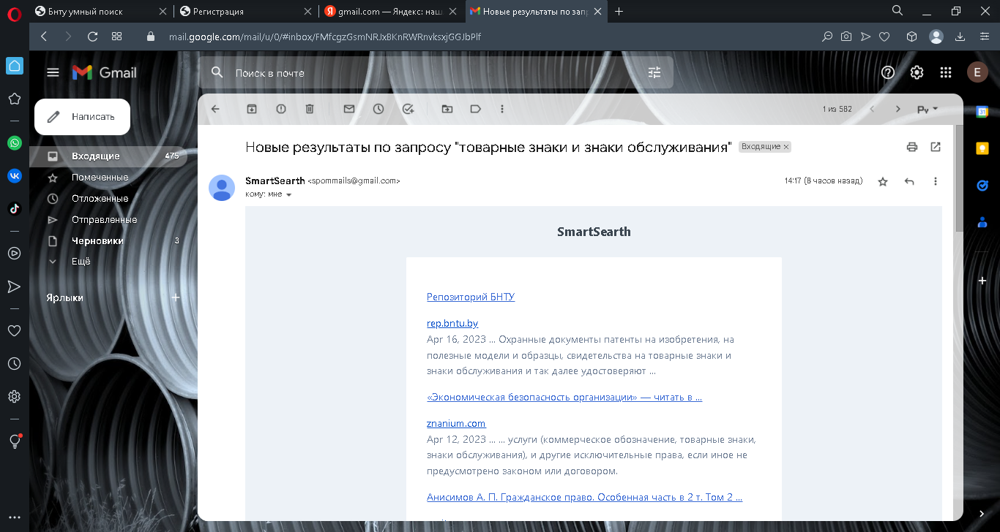 Бнту умный поиск
Регистрация
gmail.com — Яндекс: наш
Новые результаты по запр
mail.google.com/mail/u/0/#inbox/FMfcgzGsmNRJxBKnRWRnvksxjGGJbPlf
Gmail
Поиск в почте
E
Написать
1 из 582
Ру
Входящие 475
Помеченные
Отложенные
Отправленные
Черновики 3
Ещё
Ярлыки
Новые результаты по запросу "товарные знаки и знаки обслуживания"
Входящие
SmartSearth <spommails@gmail.com>
14:17 (8 часов назад)
кому: мне
SmartSearth
Репозиторий БНТУ
rep.bntu.by
Apr 16, 2023 ... Охранные документы патенты на изобретения, на
полезные модели и образцы, свидетельства на товарные знаки и
знаки обслуживания и так далее удостоверяют ...
«Экономическая безопасность организации» — читать в ...
znanium.com
Apr 12, 2023 ... ... услуги (коммерческое обозначение, товарные знаки,
знаки обслуживания), и другие исключительные права, если иное не
предусмотрено законом или договором.
Анисимов А. П. Гражданское право. Особенная часть в 2 т. Том 2 ...
31